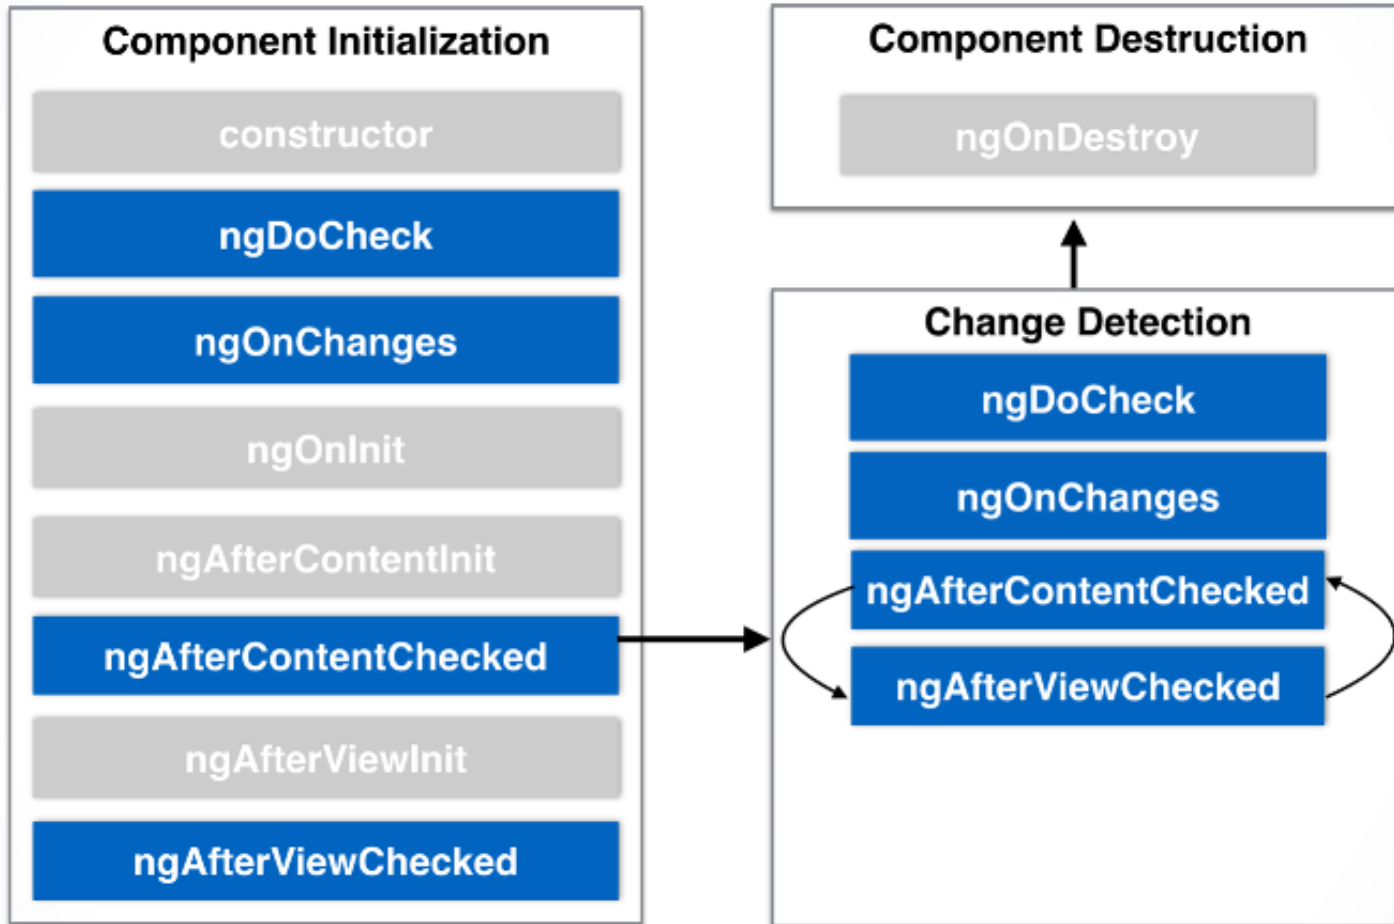 Component Initialization
constructor
ngDoCheck
ngOnChanges
ngOnInit
ngAfterContentInit
ngAfterContentChecked
ngAfterViewInit
ngAfterViewChecked
Component Destruction
ngOnDestroy
Change Detection
ngDoCheck
ngOnChanges
ngAfterContentChecked
ngAfterViewChecked